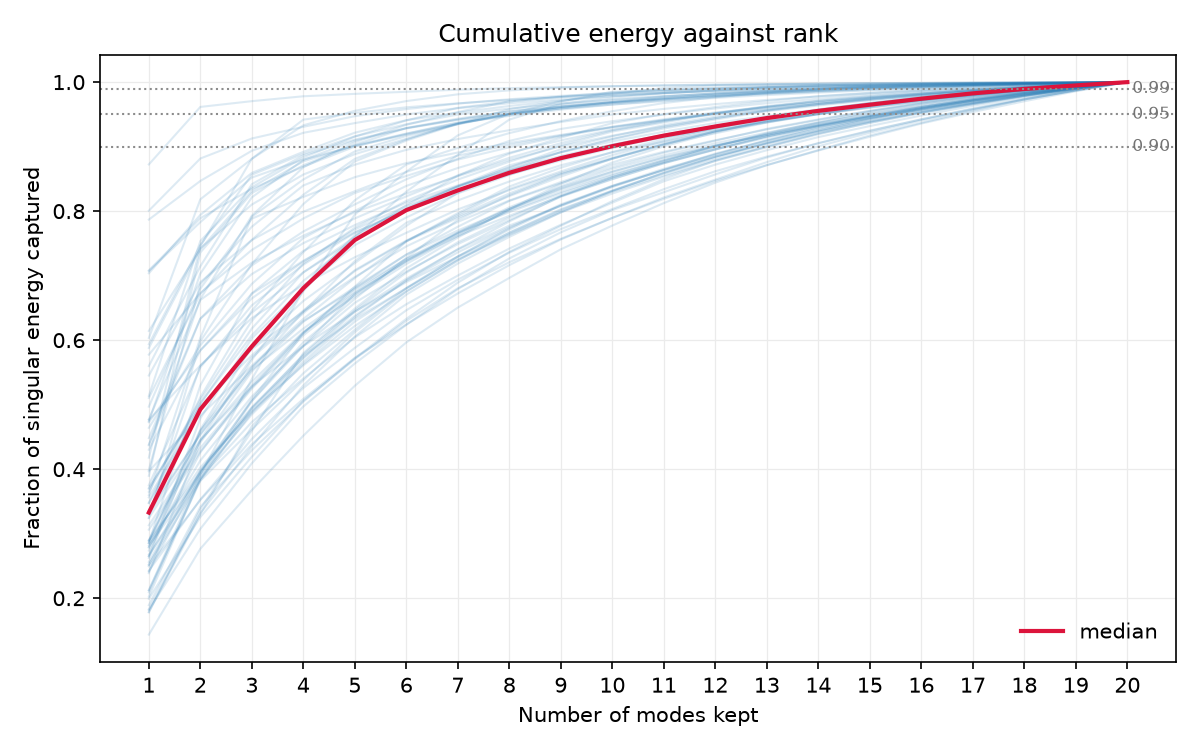 Cumulative energy against rank
Fraction of singular energy captured
1.0
0.8
0.6
0.4
0.2
0.99
0.95
0.90
median
1 2 3 4 5 6 7 8 9 10 11 12 13 14 15 16 17 18 19 20
Number of modes kept